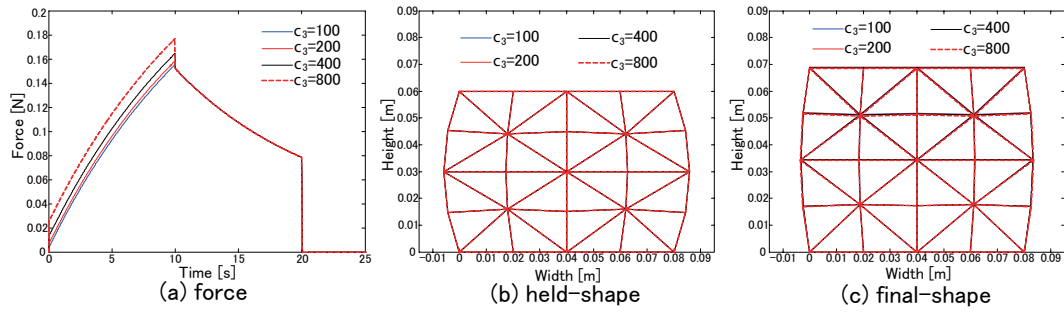 0.2
0.18
0.16
0.14
0.12
0.1
0.08
0.06
0.04
0.02
0
Force [N]
c₃=100
c₃=200
c₃=400
c₃=800
0 5 10 15 20 25
Time [s]
(a) force
0.09
0.08
0.07
0.06
0.05
0.04
0.03
0.02
0.01
0
Height [m]
c₃=100 c₃=400
c₃=200 c₃=800
−0.01 0 0.01 0.02 0.03 0.04 0.05 0.06 0.07 0.08 0.09
Width [m]
(b) held-shape
0.09
0.08
0.07
0.06
0.05
0.04
0.03
0.02
0.01
0
Height [m]
c₃=100 c₃=400
c₃=200 c₃=800
−0.01 0 0.01 0.02 0.03 0.04 0.05 0.06 0.07 0.08 0.09
Width [m]
(c) final-shape